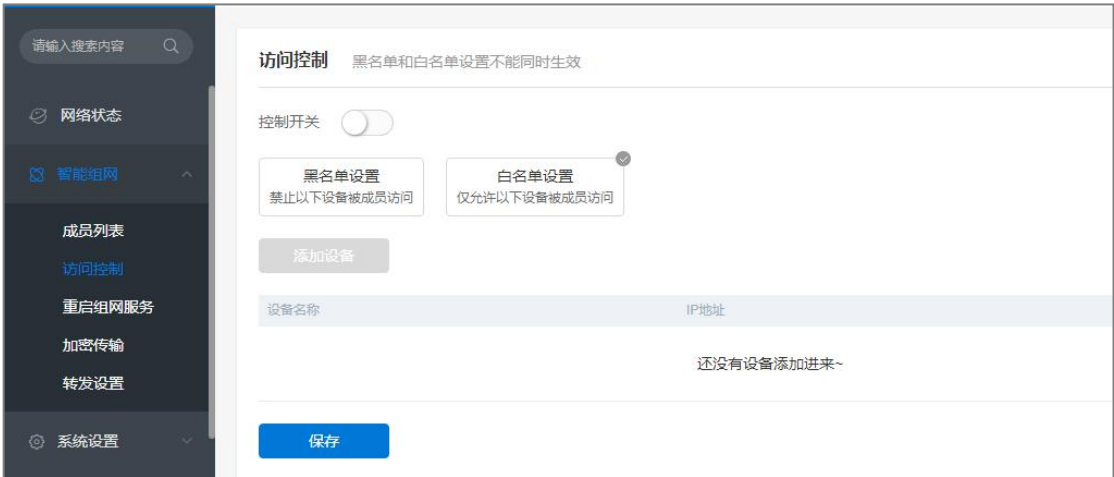 请输入搜索内容
网络状态
智能组网
成员列表
访问控制
重启组网服务
加密传输
转发设置
系统设置
访问控制 黑名单和白名单设置不能同时生效
控制开关
黑名单设置
禁止以下设备被成员访问
白名单设置
仅允许以下设备被成员访问
添加设备
设备名称 IP地址
还没有设备添加进来~
保存